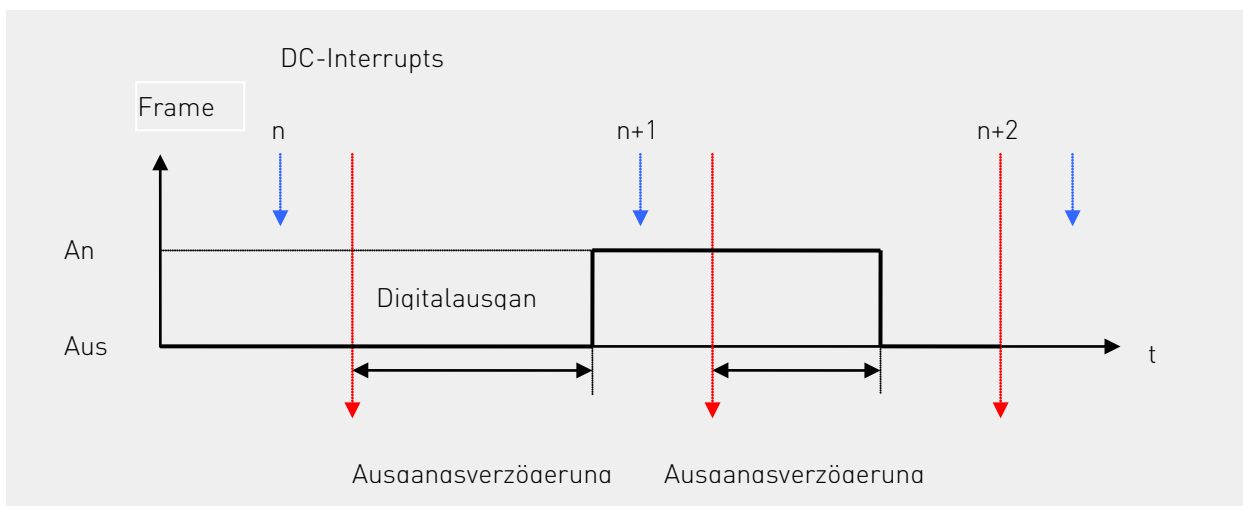 DC-Interrupts
Frame
n
n+1
n+2
An
Digitalausgan
Aus
t
Ausgangsverzögerung
Ausgangsverzögerung